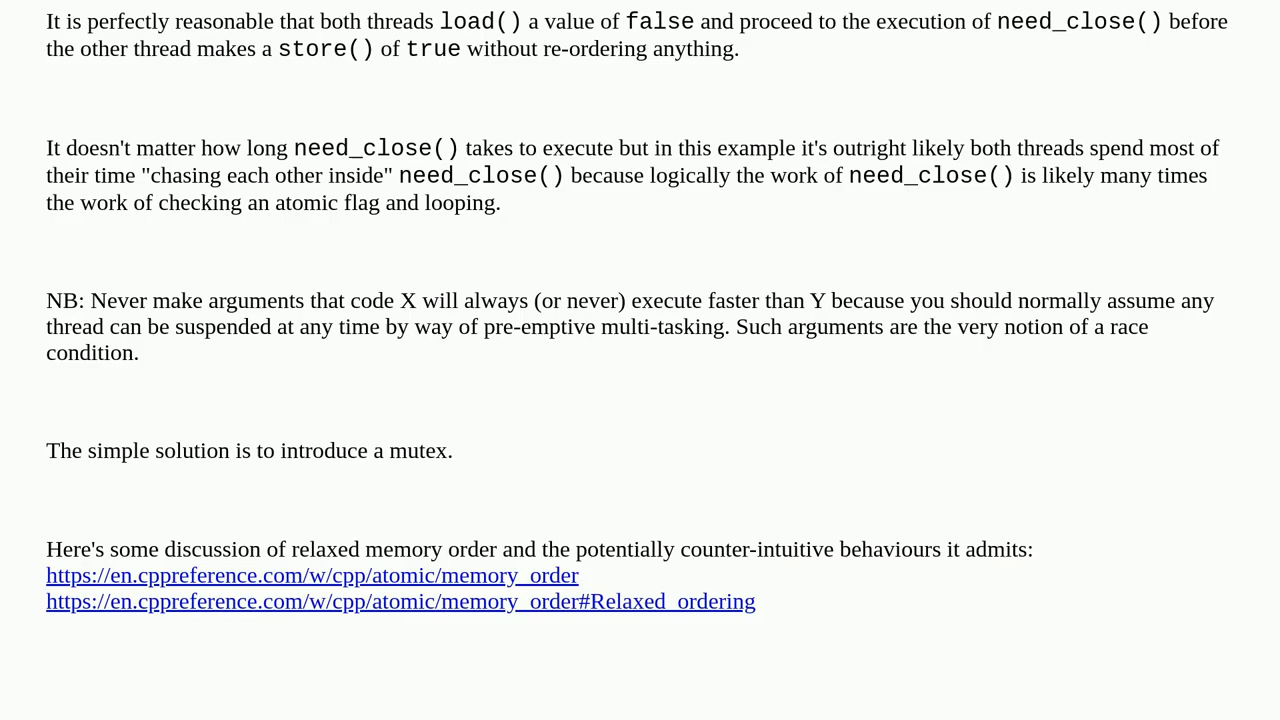 It is perfectly reasonable that both threads load() a value of false and proceed to the execution of need_close() before
the other thread makes a store() of true without re-ordering anything.
It doesn't matter how long need_close() takes to execute but in this example it's outright likely both threads spend most of
their time "chasing each other inside" need_close() because logically the work of need_close() is likely many times
the work of checking an atomic flag and looping.
NB: Never make arguments that code X will always (or never) execute faster than Y because you should normally assume any
thread can be suspended at any time by way of pre-emptive multi-tasking. Such arguments are the very notion of a race
condition.
The simple solution is to introduce a mutex.
Here's some discussion of relaxed memory order and the potentially counter-intuitive behaviours it admits:
https://en.cppreference.com/w/cpp/atomic/memory_order
https://en.cppreference.com/w/cpp/atomic/memory_order#Relaxed_ordering